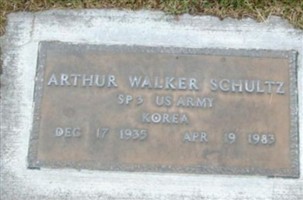 ARTHUR WALKER SCHULTZ
SP5 US ARMY
KOREA
DEC 17 1935 APR 19 1983